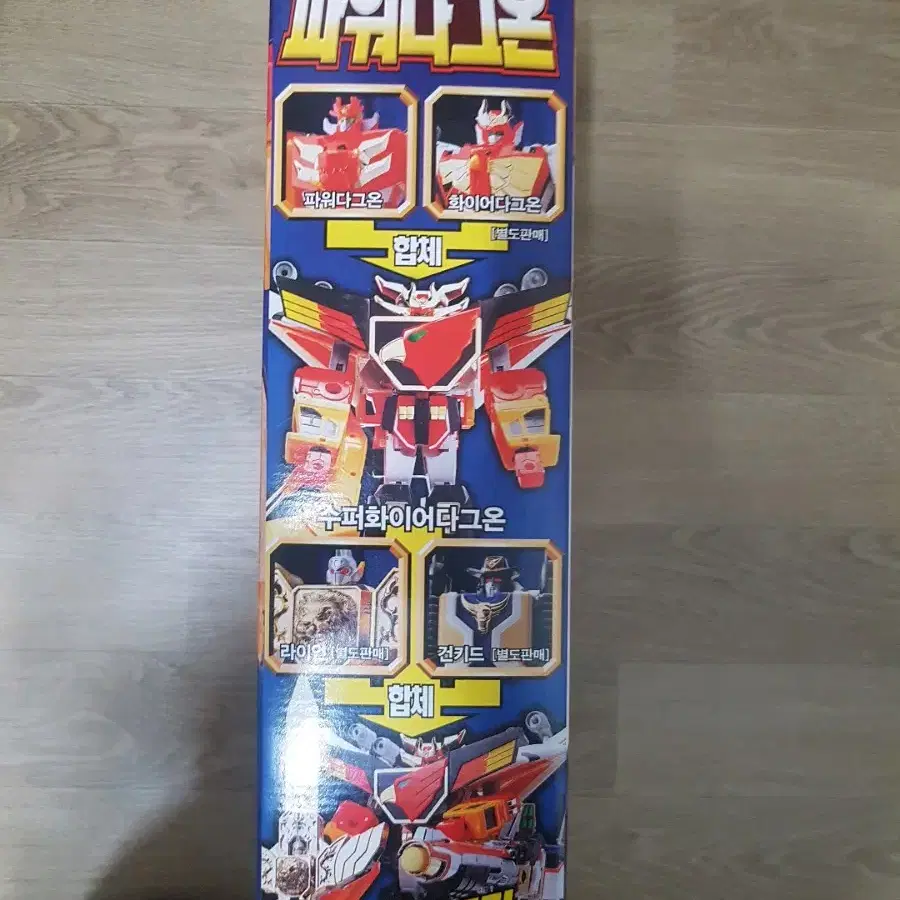 파워다그온
파워다그온
화이어다그온
[별도판매]
합체
수퍼화이어다그온
라이언 [별도판매]
건키드 [별도판매]
합체